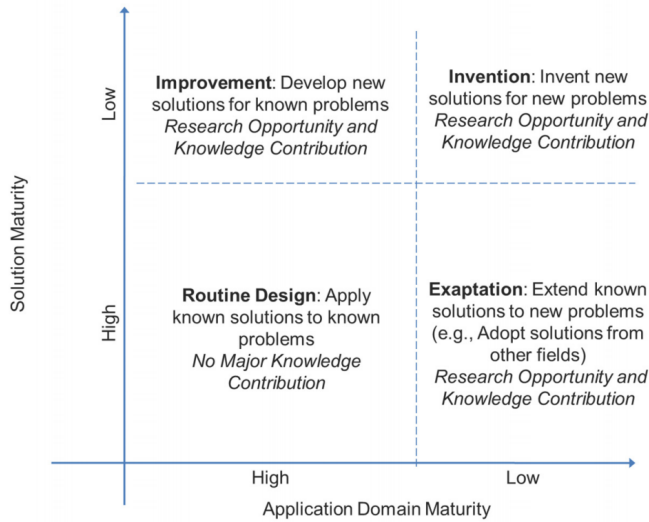 Solution Maturity
Low
High
Improvement: Develop new
solutions for known problems
Research Opportunity and
Knowledge Contribution
Invention: Invent new
solutions for new problems
Research Opportunity and
Knowledge Contribution
Routine Design: Apply
known solutions to known
problems
No Major Knowledge
Contribution
Exaptation: Extend known
solutions to new problems
(e.g., Adopt solutions from
other fields)
Research Opportunity and
Knowledge Contribution
High
Low
Application Domain Maturity